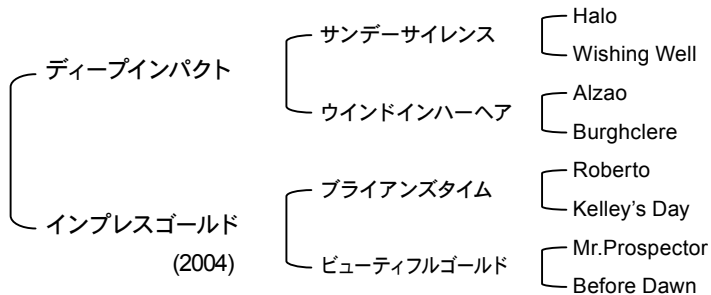 ディープインパクト
サンデーサイレンス
Halo
Wishing Well
ウインドインハーヘア
Alzao
Burghclere
インプレスゴールド
(2004)
ブライアンズタイム
Roberto
Kelley's Day
ビューティフルゴールド
Mr.Prospector
Before Dawn